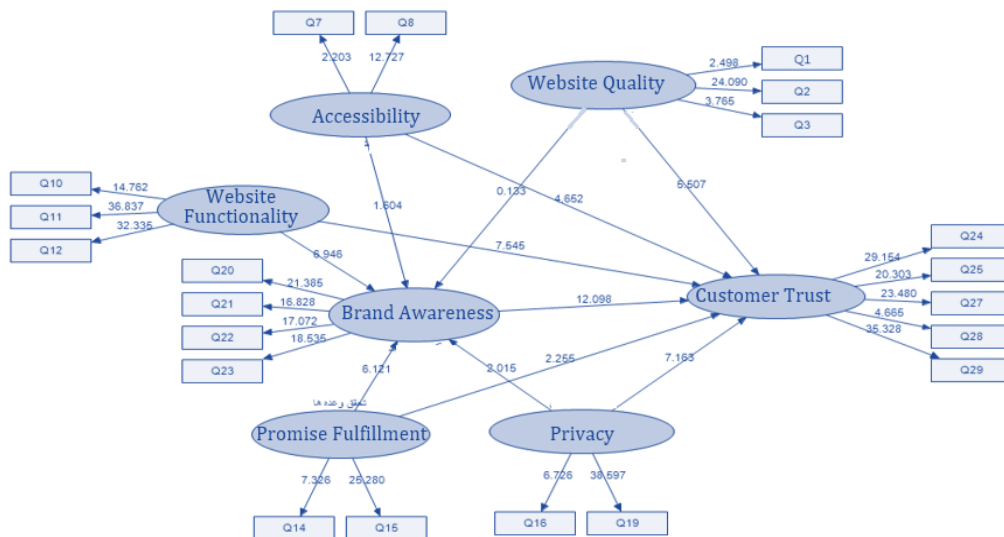 Q7
Q8
2.203
12.727
Accessibility
Website Quality
2.498
24.090
3.765
Q1
Q2
Q3
Q10
Q11
Q12
14.762
36.837
32.335
Website
Functionality
1.604
0.133
4.652
5.507
6.946
7.545
Q20
Q21
Q22
Q23
21.385
16.828
17.072
18.535
Brand Awareness
12.098
Customer Trust
29.154
20.303
23.480
4.665
35.328
Q24
Q25
Q27
Q28
Q29
6.121
2.255
2.015
7.163
تحقق وعده ها
Promise Fulfillment
Privacy
7.326
25.280
6.726
38.597
Q14
Q15
Q16
Q19